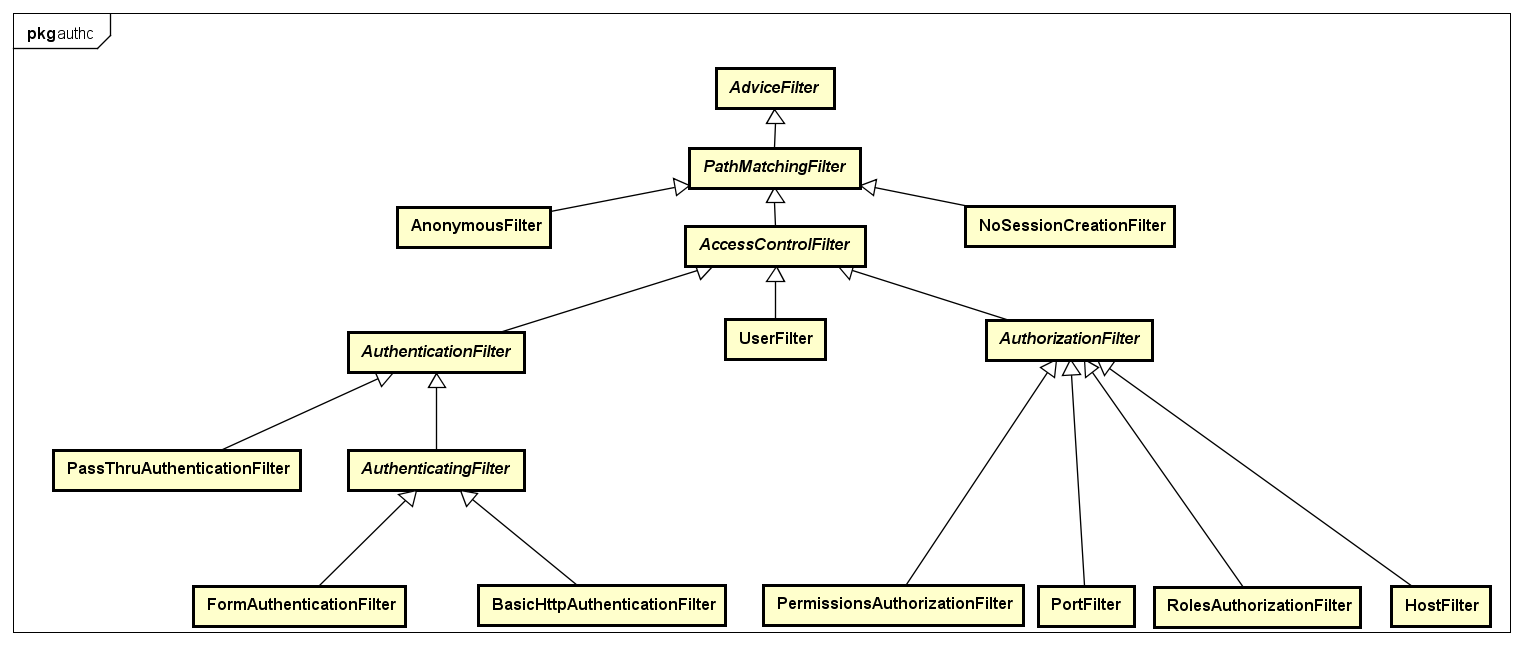 pkg authc
AdviceFilter
PathMatchingFilter
AnonymousFilter
NoSessionCreationFilter
AccessControlFilter
AuthenticationFilter
UserFilter
AuthorizationFilter
PassThruAuthenticationFilter
AuthenticatingFilter
FormAuthenticationFilter
BasicHttpAuthenticationFilter
PermissionsAuthorizationFilter
PortFilter
RolesAuthorizationFilter
HostFilter